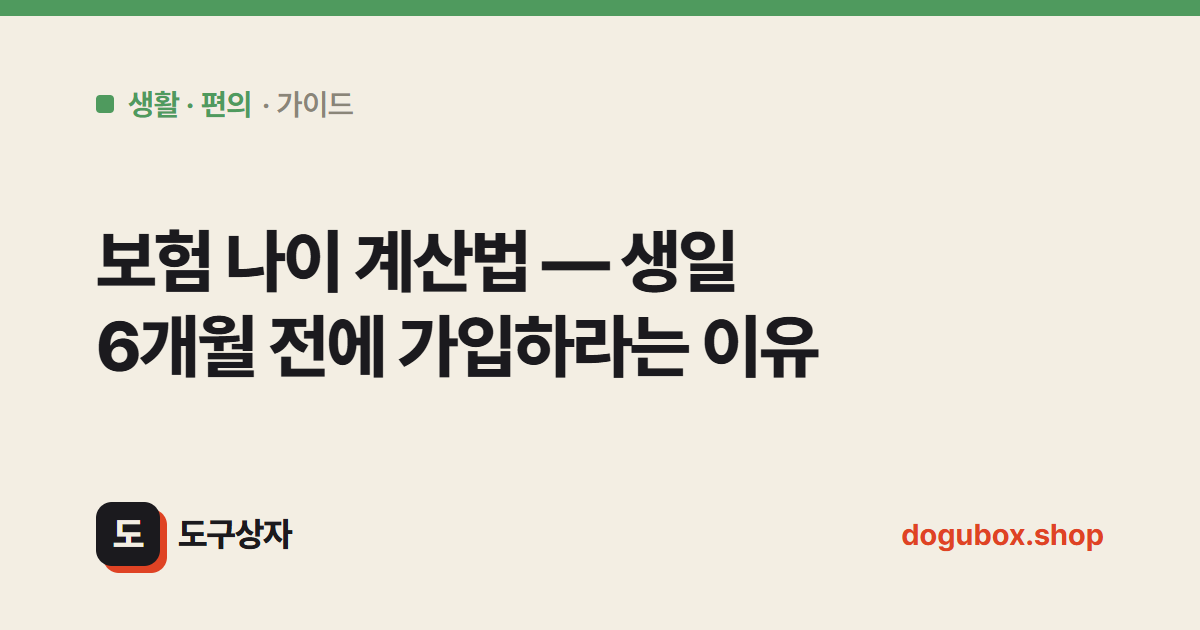 생활 · 편의 · 가이드
보험 나이 계산법 — 생일
6개월 전에 가입하라는 이유
도 도구상자
dogubox.shop